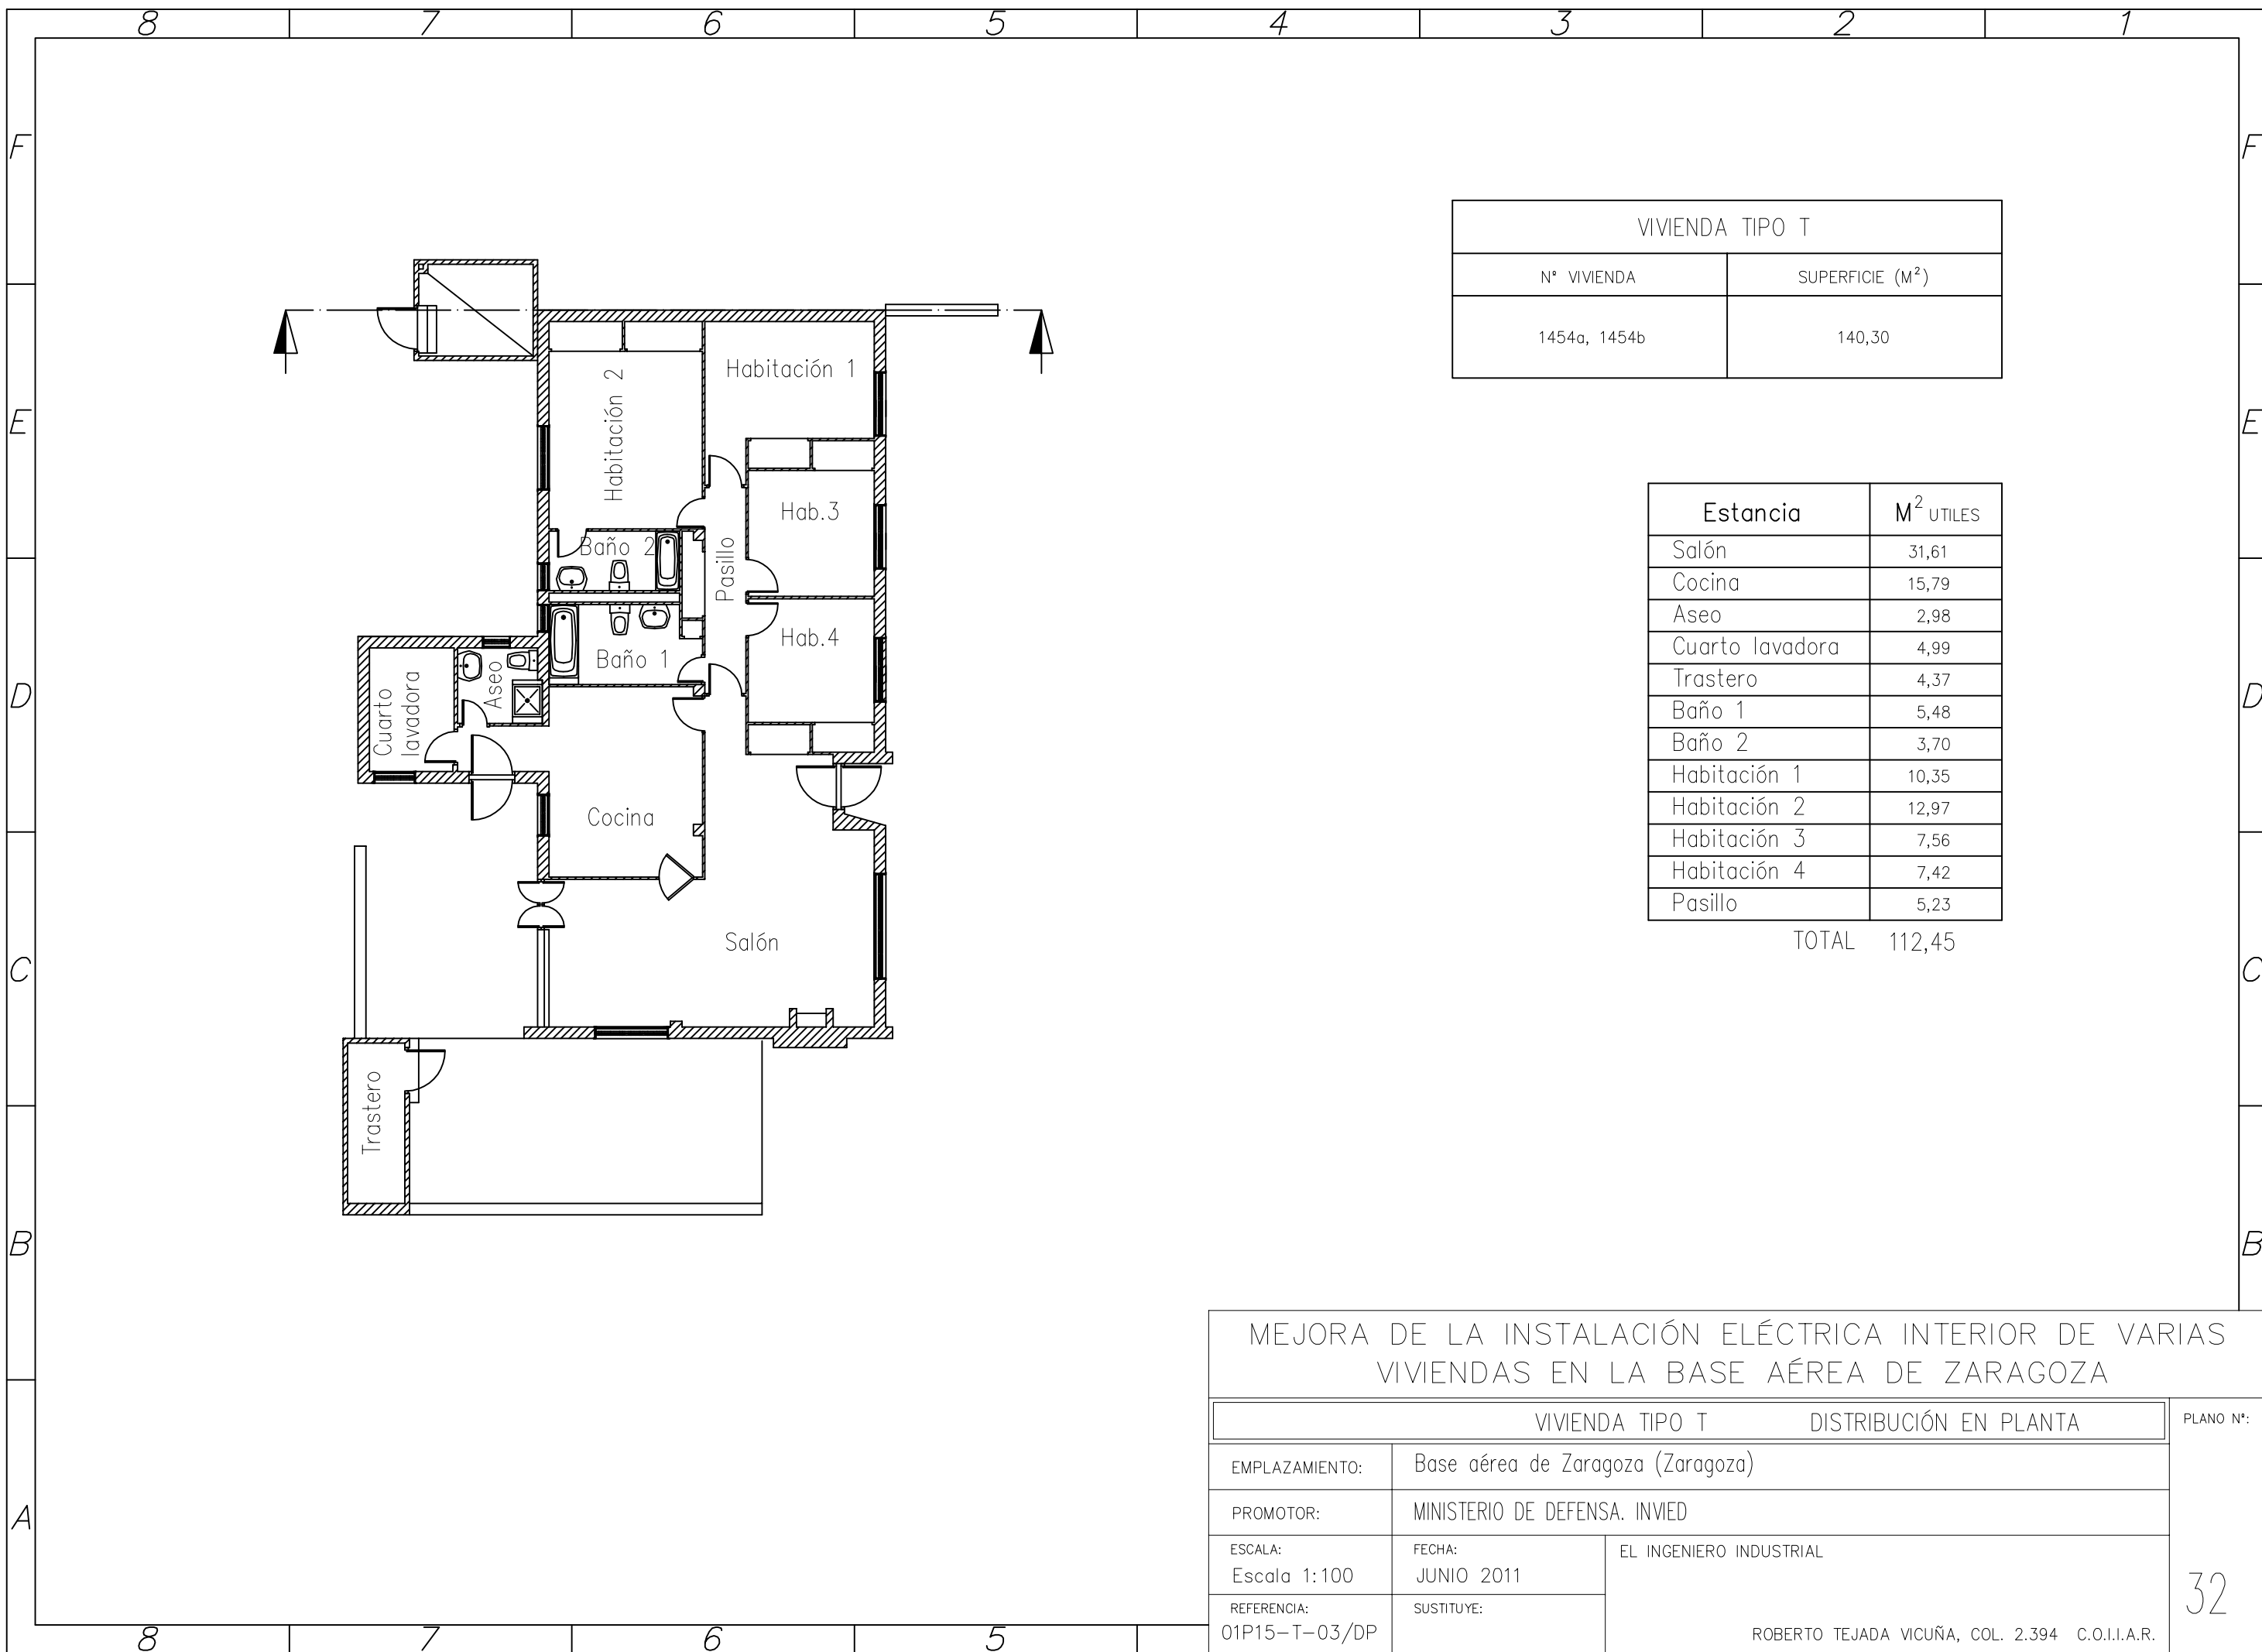 8 7 6 5 4 3 2 1
F F
VIVIENDA TIPO T
Nº VIVIENDA SUPERFICIE (M²)
1454a, 1454b 140,30
Habitación 1
Habitación 2
E E
Hab.3
Baño 2
Pasillo
Hab.4
Baño 1
Aseo
Cuarto
lavadora
D D
Cocina
Salón
C C
Trastero
B B
Estancia M² UTILES
Salón 31,61
Cocina 15,79
Aseo 2,98
Cuarto lavadora 4,99
Trastero 4,37
Baño 1 5,48
Baño 2 3,70
Habitación 1 10,35
Habitación 2 12,97
Habitación 3 7,56
Habitación 4 7,42
Pasillo 5,23
TOTAL 112,45
MEJORA DE LA INSTALACIÓN ELÉCTRICA INTERIOR DE VARIAS
VIVIENDAS EN LA BASE AÉREA DE ZARAGOZA
VIVIENDA TIPO T DISTRIBUCIÓN EN PLANTA
PLANO Nº:
32
EMPLAZAMIENTO: Base aérea de Zaragoza (Zaragoza)
PROMOTOR: MINISTERIO DE DEFENSA. INVIED
A
ESCALA:
Escala 1:100
FECHA:
JUNIO 2011
EL INGENIERO INDUSTRIAL
REFERENCIA:
01P15-T-03/DP
SUSTITUYE:
ROBERTO TEJADA VICUÑA, COL. 2.394 C.O.I.I.A.R.
8 7 6 5